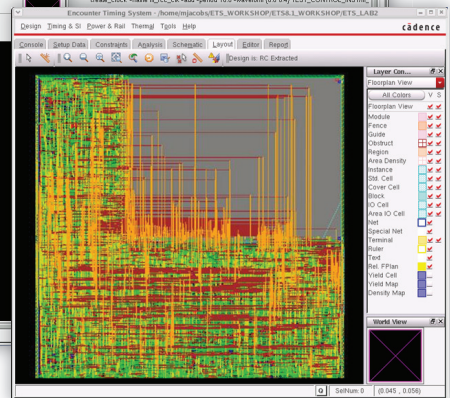 Encounter Timing System - /home/mjacobs/ETS_WORKSHOP/ETS8.1_WORKSHOP/ETS_LAB2
Design Timing & SI Power & Rail Themgl Tools Help
cādence
Console Setup Data Constraints Analysis Schematic Layout Editor Report
Design is: RC Extracted
Layer Con...
Floorplan View
All Colors V S
Floorplan View
Module
Fence
Guide
Obstruct
Region
Area Density
Instance
Std. Cell
Cover Cell
Block
IO Cell
Area IO Cell
Net
Special Net
Terminal
Ruler
Text
Rel. FPlan
Yield Cell
Yield Map
Density Map
World View
Q SelNum: 0 (0.045 , 0.056)